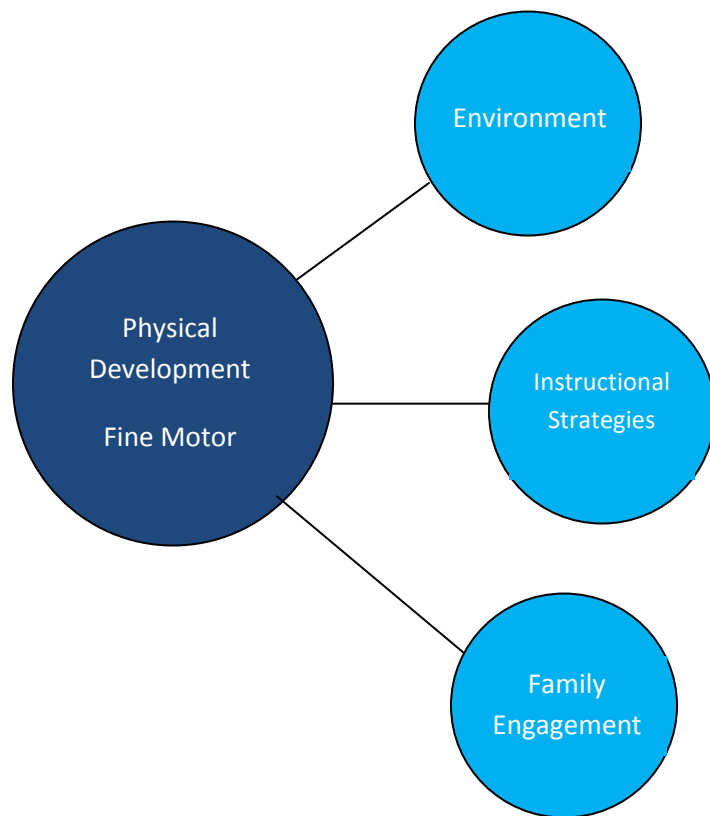 Environment
Physical
Development
Fine Motor
Instructional
Strategies
Family
Engagement